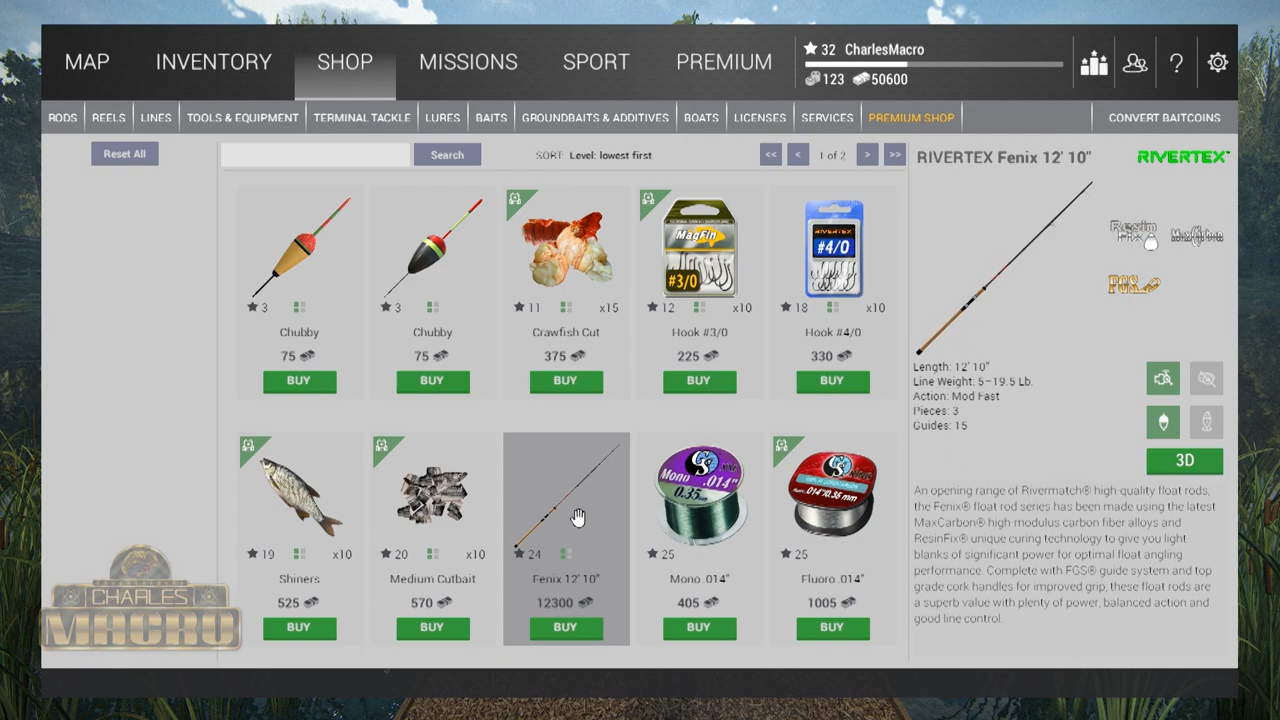 MAP INVENTORY SHOP MISSIONS SPORT PREMIUM
32 CharlesMacro
123 50600
RODS REELS LINES TOOLS & EQUIPMENT TERMINAL TACKLE LURES BAITS GROUNDBAITS & ADDITIVES BOATS LICENSES SERVICES PREMIUM SHOP CONVERT BAITCOINS
Reset All
Search
SORT: Level: lowest first
<< < 1 of 2 > >>
3
Chubby
75
BUY
3
Chubby
75
BUY
11 x15
Crawfish Cut
375
BUY
MagFin
#3/0
12 x10
Hook #3/0
225
BUY
RIVERTEX
#4/0
18 x10
Hook #4/0
330
BUY
19 x10
Shiners
525
BUY
20 x10
Medium Cutbait
570
BUY
24
Fenix 12' 10"
12300
BUY
Mono .014"
0.35
25
Mono .014"
405
BUY
25
Fluoro .014"
1005
BUY
RIVERTEX Fenix 12' 10"
RIVERTEX
Resin Fix
MaxCarbon
FGS
Length: 12' 10"
Line Weight: 5–19.5 Lb.
Action: Mod Fast
Pieces: 3
Guides: 15
3D
An opening range of Rivermatch® high quality float rods,
the Fenix® float rod series has been made using the latest
MaxCarbon® high-modulus carbon fiber alloys and
ResinFix® unique curing technology to give you light
blanks of significant power for optimal float angling
performance. Complete with FGS® guide system and top
grade cork handles for improved grip, these float rods are
a superb value with plenty of power, balanced action and
good line control.
CHARLES
MACRO